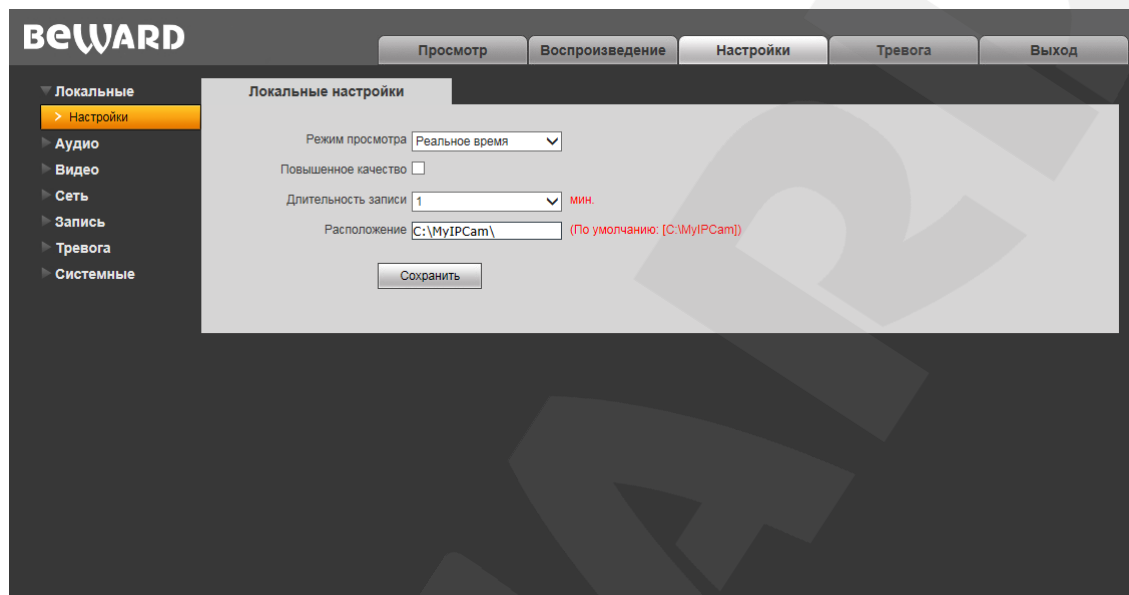 BEWARD
Просмотр
Воспроизведение
Настройки
Тревога
Выход
Локальные
> Настройки
Аудио
Видео
Сеть
Запись
Тревога
Системные
Локальные настройки
Режим просмотра Реальное время
Повышенное качество
Длительность записи 1 мин.
Расположение C:\MyIPCam\ (По умолчанию: [C:\MyIPCam])
Сохранить